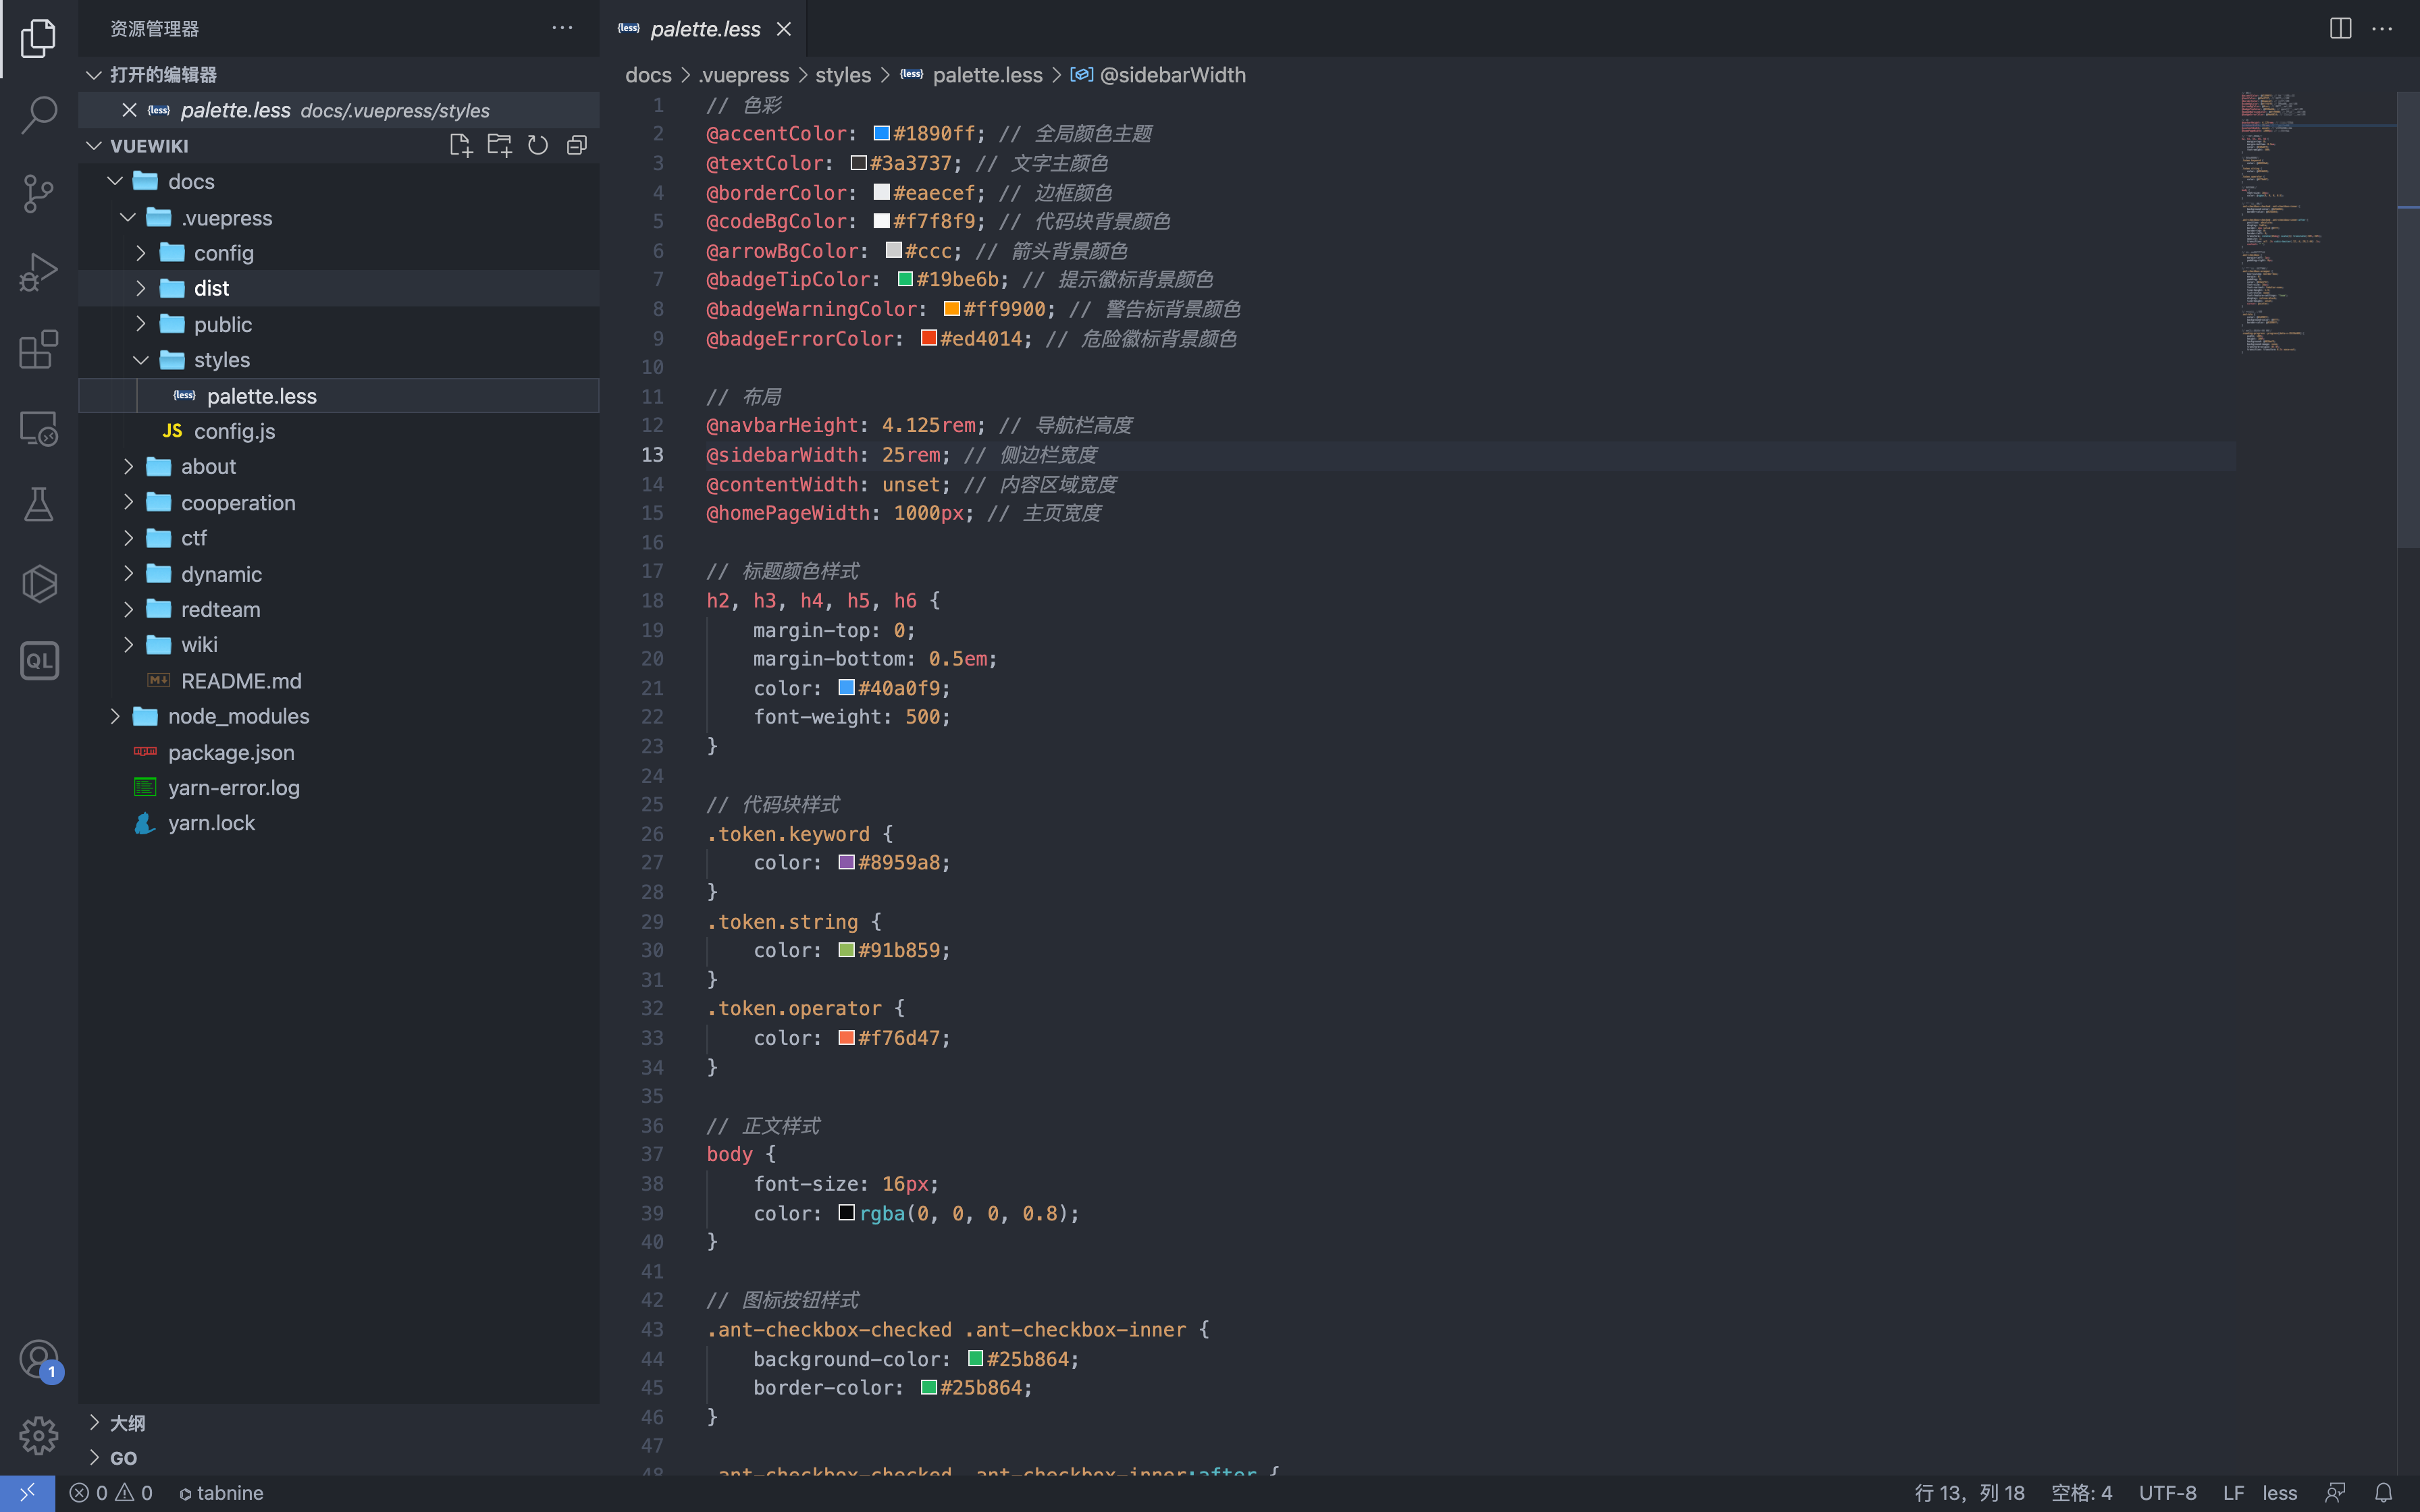 资源管理器
打开的编辑器
palette.less docs/.vuepress/styles
VUEWIKI
docs
.vuepress
config
dist
public
styles
palette.less
config.js
about
cooperation
ctf
dynamic
redteam
wiki
README.md
node_modules
package.json
yarn-error.log
yarn.lock
大纲
GO
QL
1
palette.less
docs > .vuepress > styles > palette.less > @sidebarWidth
1 // 色彩
2 @accentColor: #1890ff; // 全局颜色主题
3 @textColor: #3a3737; // 文字主颜色
4 @borderColor: #eaecef; // 边框颜色
5 @codeBgColor: #f7f8f9; // 代码块背景颜色
6 @arrowBgColor: #ccc; // 箭头背景颜色
7 @badgeTipColor: #19be6b; // 提示徽标背景颜色
8 @badgeWarningColor: #ff9900; // 警告标背景颜色
9 @badgeErrorColor: #ed4014; // 危险徽标背景颜色
10
11 // 布局
12 @navbarHeight: 4.125rem; // 导航栏高度
13 @sidebarWidth: 25rem; // 侧边栏宽度
14 @contentWidth: unset; // 内容区域宽度
15 @homePageWidth: 1000px; // 主页宽度
16
17 // 标题颜色样式
18 h2, h3, h4, h5, h6 {
19 margin-top: 0;
20 margin-bottom: 0.5em;
21 color: #40a0f9;
22 font-weight: 500;
23 }
24
25 // 代码块样式
26 .token.keyword {
27 color: #8959a8;
28 }
29 .token.string {
30 color: #91b859;
31 }
32 .token.operator {
33 color: #f76d47;
34 }
35
36 // 正文样式
37 body {
38 font-size: 16px;
39 color: rgba(0, 0, 0, 0.8);
40 }
41
42 // 图标按钮样式
43 .ant-checkbox-checked .ant-checkbox-inner {
44 background-color: #25b864;
45 border-color: #25b864;
46 }
47
48 .ant-checkbox-checked .ant-checkbox-inner:after {
0 0 tabnine
行 13，列 18 空格: 4 UTF-8 LF less